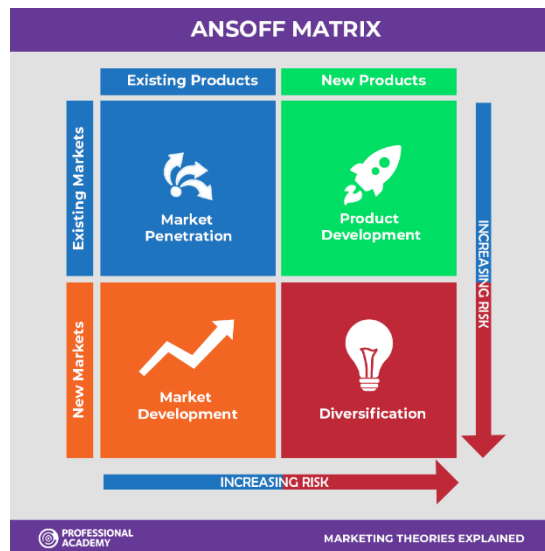 ANSOFF MATRIX
Existing Products
New Products
Existing Markets
Market
Penetration
Product
Development
INCREASING RISK
New Markets
Market
Development
Diversification
INCREASING RISK
PROFESSIONAL
ACADEMY
MARKETING THEORIES EXPLAINED